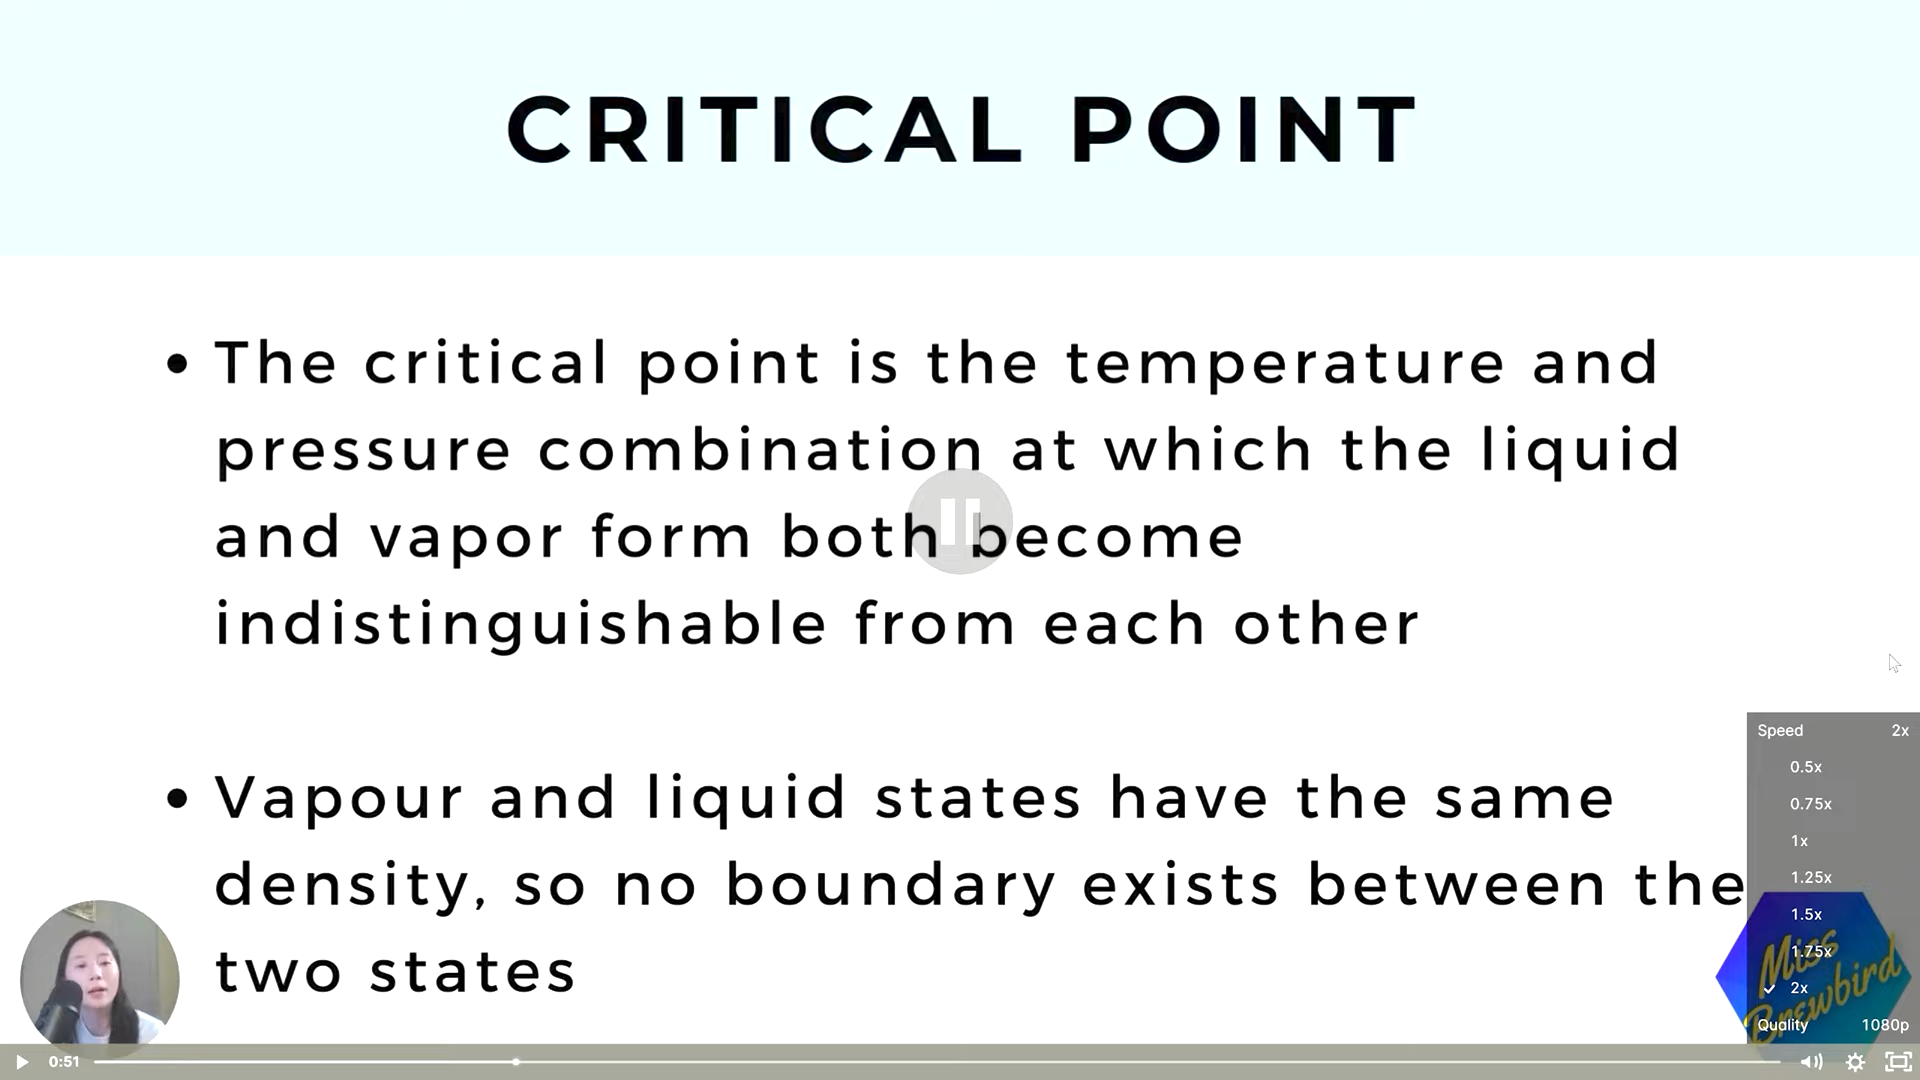 CRITICAL POINT
• The critical point is the temperature and
pressure combination at which the liquid
and vapor form both become
indistinguishable from each other
• Vapour and liquid states have the same
density, so no boundary exists between the
two states
Speed 2x
0.5x
0.75x
1x
1.25x
1.5x
1.75x
2x
Quality 1080p
Miss
Brewbird
0:51